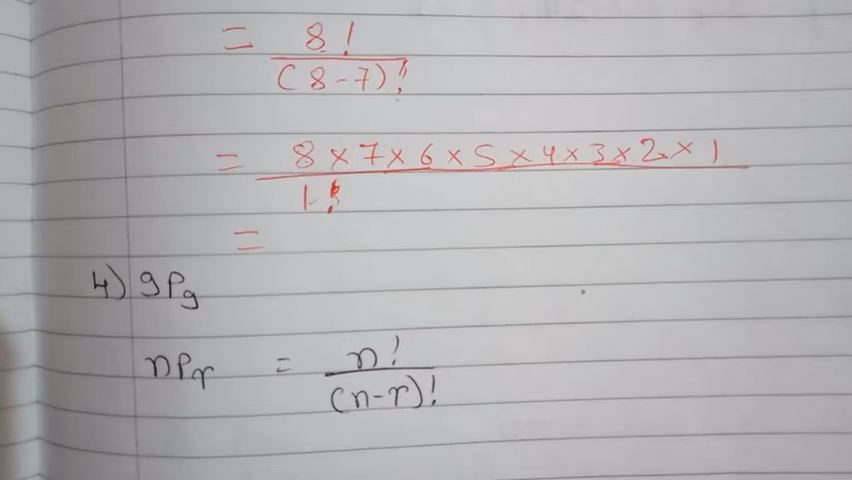 = 8!
(8-7)!
= 8 × 7 × 6 × 5 × 4 × 3 × 2 × 1
1!
=
4) 9P9
nPr = n!
(n-r)!